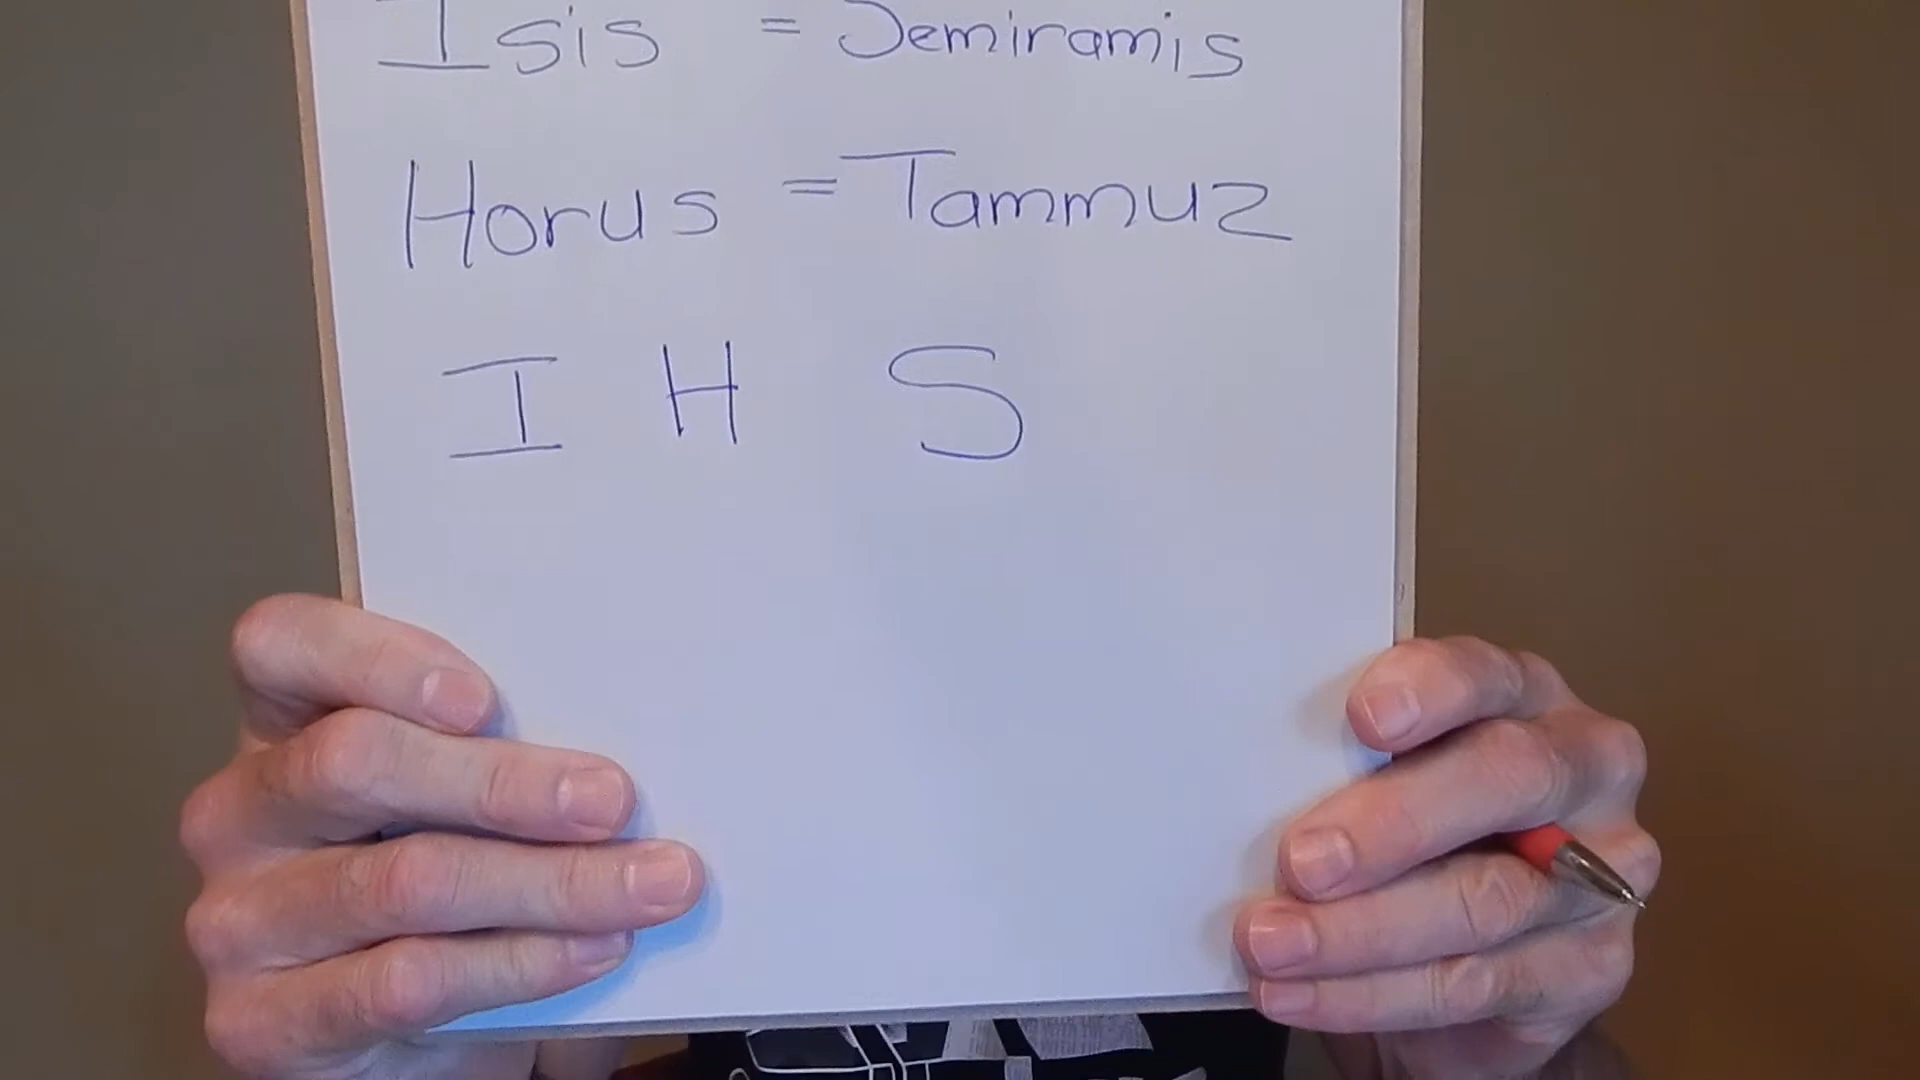 Isis = Semiramis
Horus = Tammuz
I H S